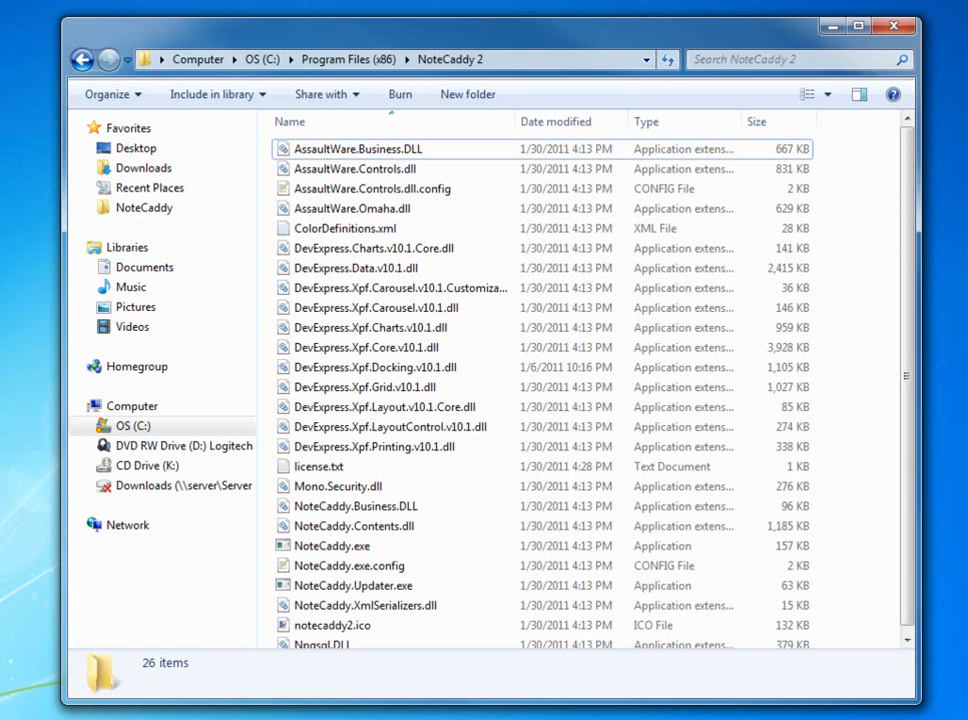 Computer OS (C:) Program Files (x86) NoteCaddy 2 Search NoteCaddy 2
Organize Include in library Share with Burn New folder
Favorites
Desktop
Downloads
Recent Places
NoteCaddy
Libraries
Documents
Music
Pictures
Videos
Homegroup
Computer
OS (C:)
DVD RW Drive (D:) Logitech
CD Drive (K:)
Downloads (\\server\Server
Network
Name Date modified Type Size
AssaultWare.Business.DLL 1/30/2011 4:13 PM Application extens... 667 KB
AssaultWare.Controls.dll 1/30/2011 4:13 PM Application extens... 831 KB
AssaultWare.Controls.dll.config 1/30/2011 4:13 PM CONFIG File 2 KB
AssaultWare.Omaha.dll 1/30/2011 4:13 PM Application extens... 629 KB
ColorDefinitions.xml 1/30/2011 4:13 PM XML File 28 KB
DevExpress.Charts.v10.1.Core.dll 1/30/2011 4:13 PM Application extens... 141 KB
DevExpress.Data.v10.1.dll 1/30/2011 4:13 PM Application extens... 2,415 KB
DevExpress.Xpf.Carousel.v10.1.Customiza... 1/30/2011 4:13 PM Application extens... 36 KB
DevExpress.Xpf.Carousel.v10.1.dll 1/30/2011 4:13 PM Application extens... 146 KB
DevExpress.Xpf.Charts.v10.1.dll 1/30/2011 4:13 PM Application extens... 959 KB
DevExpress.Xpf.Core.v10.1.dll 1/30/2011 4:13 PM Application extens... 3,928 KB
DevExpress.Xpf.Docking.v10.1.dll 1/6/2011 10:16 PM Application extens... 1,105 KB
DevExpress.Xpf.Grid.v10.1.dll 1/30/2011 4:13 PM Application extens... 1,027 KB
DevExpress.Xpf.Layout.v10.1.Core.dll 1/30/2011 4:13 PM Application extens... 85 KB
DevExpress.Xpf.LayoutControl.v10.1.dll 1/30/2011 4:13 PM Application extens... 274 KB
DevExpress.Xpf.Printing.v10.1.dll 1/30/2011 4:13 PM Application extens... 338 KB
license.txt 1/30/2011 4:28 PM Text Document 1 KB
Mono.Security.dll 1/30/2011 4:13 PM Application extens... 276 KB
NoteCaddy.Business.DLL 1/30/2011 4:13 PM Application extens... 96 KB
NoteCaddy.Contents.dll 1/30/2011 4:13 PM Application extens... 1,185 KB
NoteCaddy.exe 1/30/2011 4:13 PM Application 157 KB
NoteCaddy.exe.config 1/30/2011 4:13 PM CONFIG File 2 KB
NoteCaddy.Updater.exe 1/30/2011 4:13 PM Application 63 KB
NoteCaddy.XmlSerializers.dll 1/30/2011 4:13 PM Application extens... 15 KB
notecaddy2.ico 1/30/2011 4:13 PM ICO File 132 KB
Npgsql.DLL 1/30/2011 4:13 PM Application extens... 379 KB
26 items